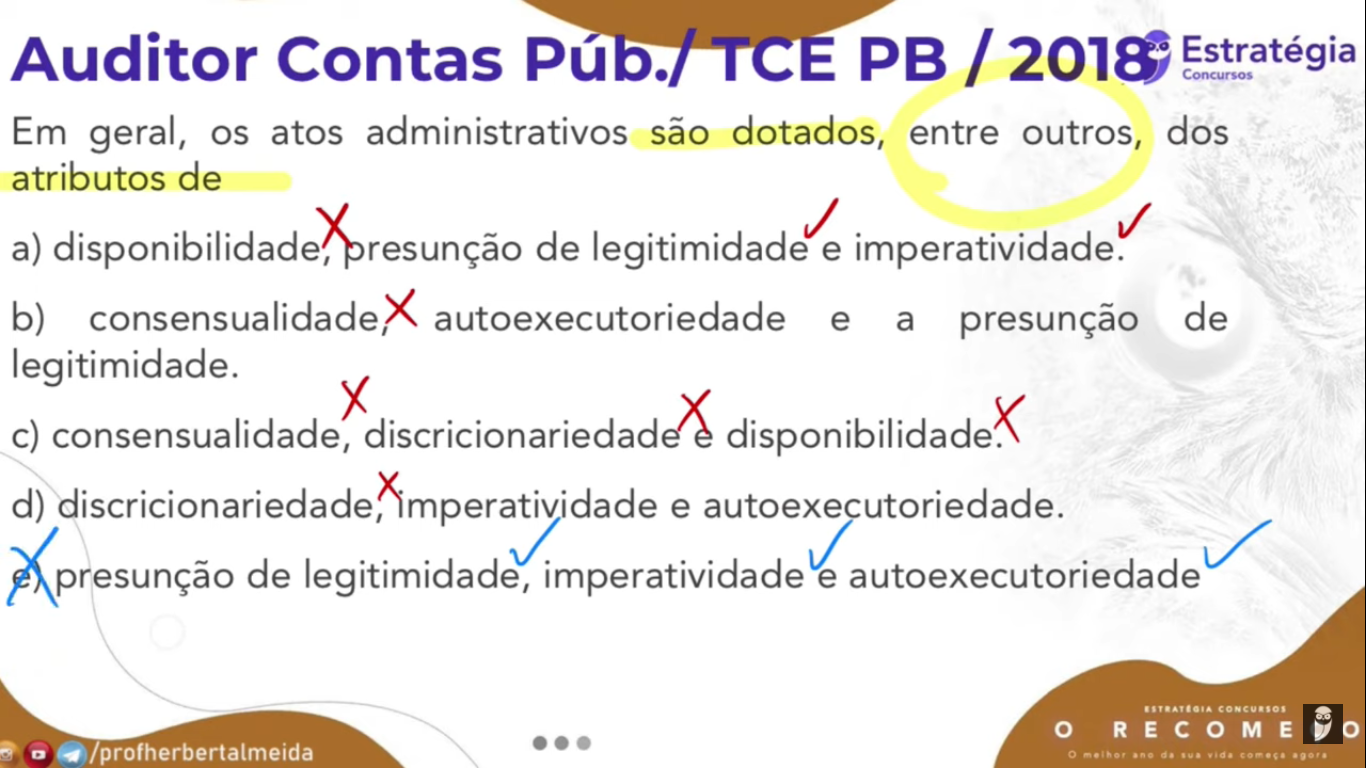 Auditor Contas Púb./ TCE PB / 2018
Estratégia
Concursos
Em geral, os atos administrativos são dotados, entre outros, dos
atributos de
a) disponibilidade, presunção de legitimidade e imperatividade.
b) consensualidade, autoexecutoriedade e a presunção de
legitimidade.
c) consensualidade, discricionariedade e disponibilidade.
d) discricionariedade, imperatividade e autoexecutoriedade.
e) presunção de legitimidade, imperatividade e autoexecutoriedade
/profherbertalmeida
ESTRATÉGIA CONCURSOS
O RECOME O
O melhor ano da sua vida começa agora